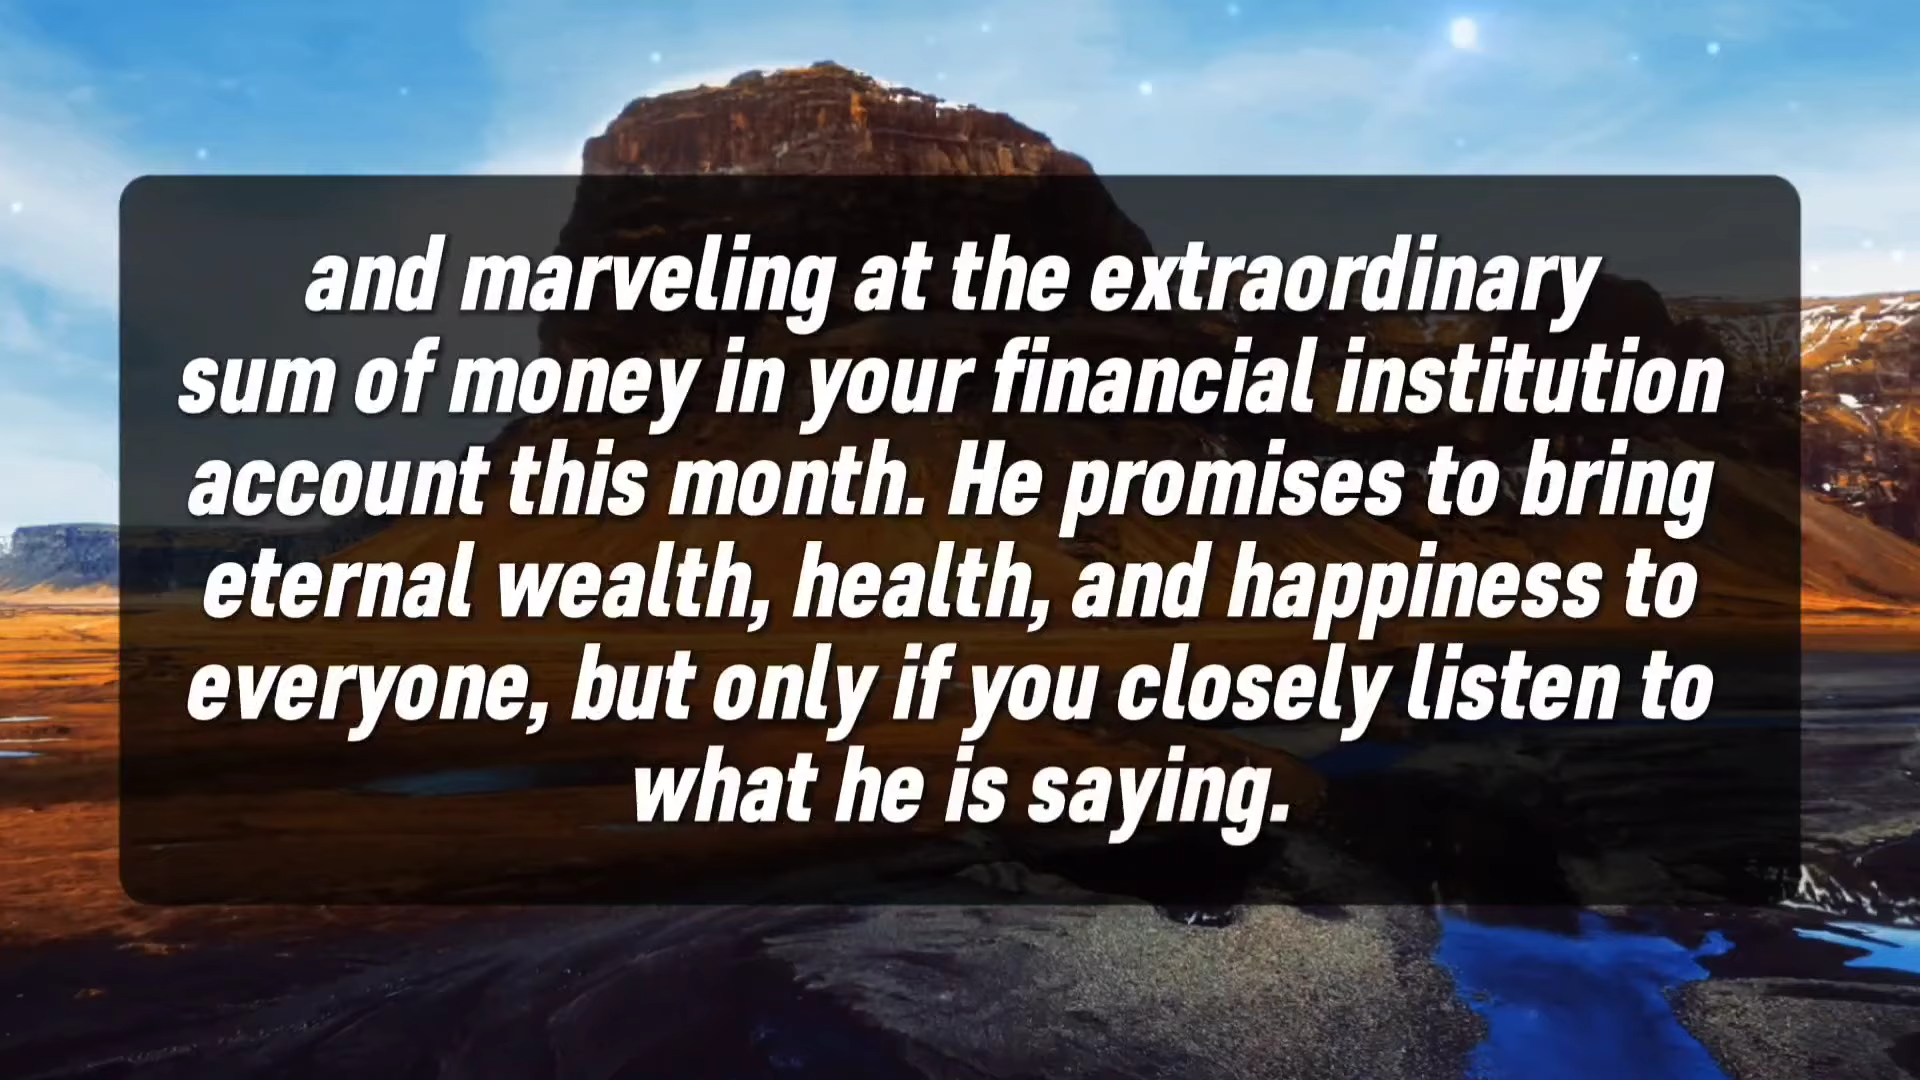 and marveling at the extraordinary
sum of money in your financial institution
account this month. He promises to bring
eternal wealth, health, and happiness to
everyone, but only if you closely listen to
what he is saying.